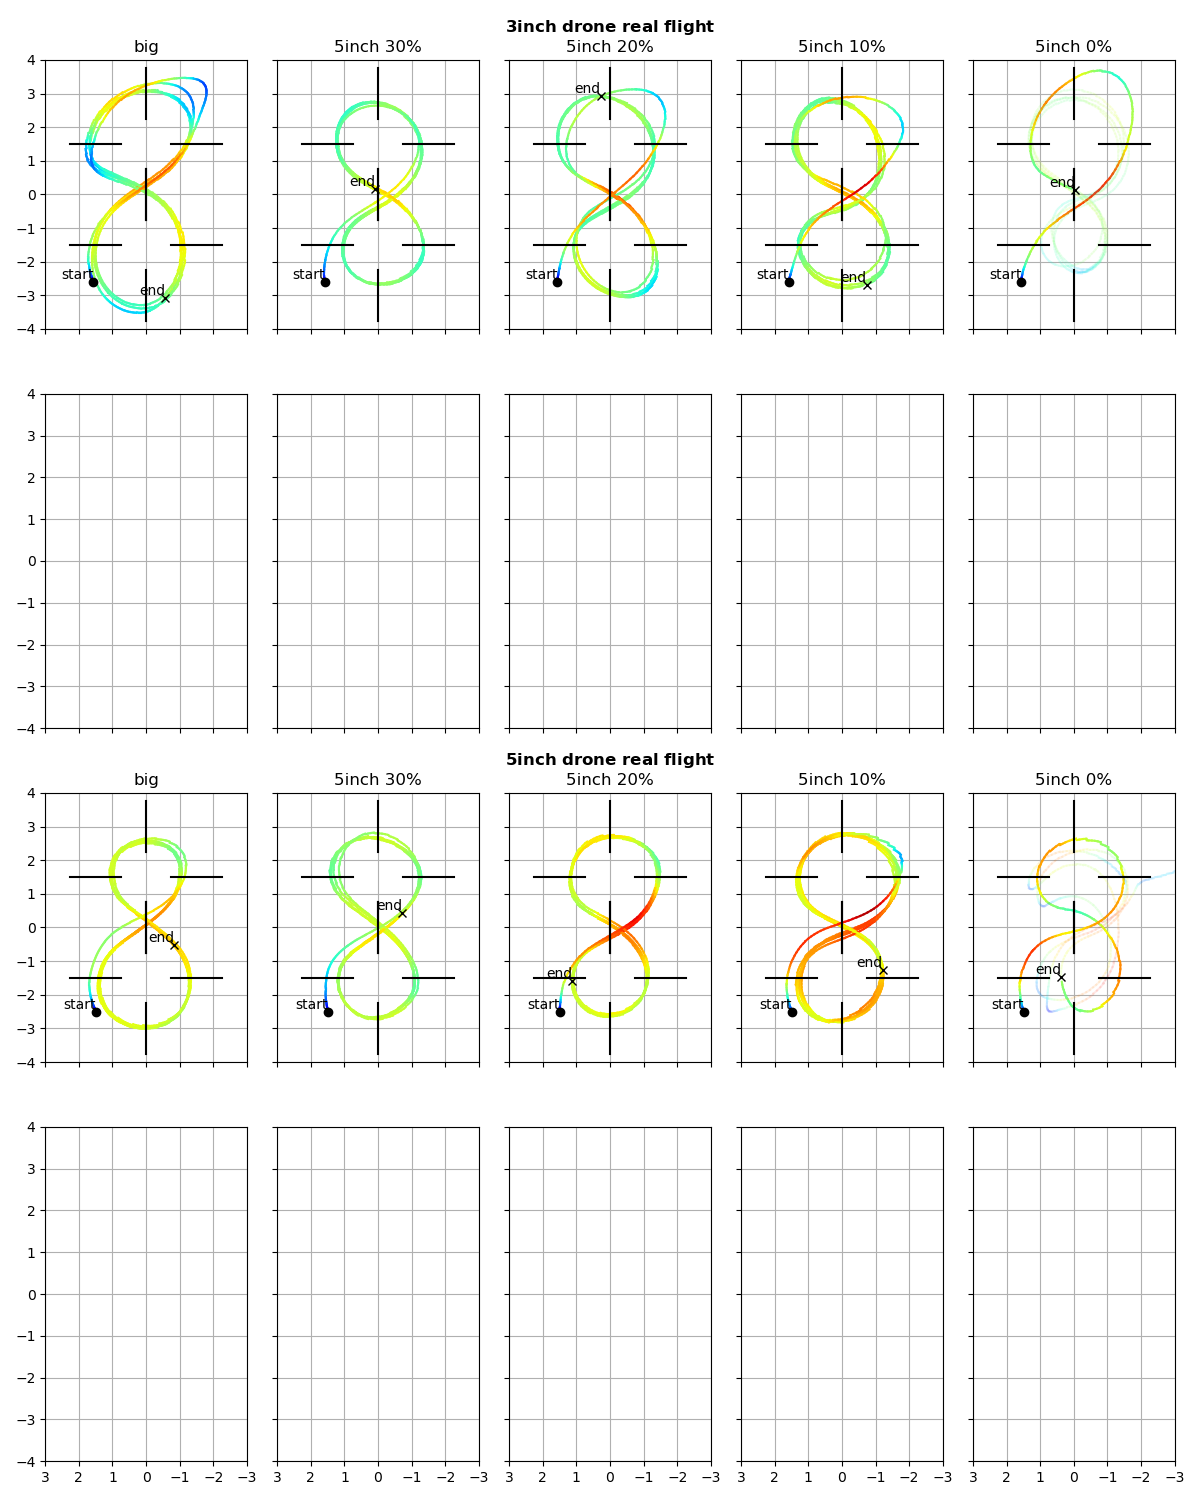 3inch drone real flight
big 5inch 30% 5inch 20% 5inch 10% 5inch 0%
4
3
2
1
0
−1
−2
−3
−4
start end
start end
start end
start end
start end
4
3
2
1
0
−1
−2
−3
−4
5inch drone real flight
big 5inch 30% 5inch 20% 5inch 10% 5inch 0%
4
3
2
1
0
−1
−2
−3
−4
start end
start end
start end
start end
start end
4
3
2
1
0
−1
−2
−3
−4
3 2 1 0 −1 −2 −3 3 2 1 0 −1 −2 −3 3 2 1 0 −1 −2 −3 3 2 1 0 −1 −2 −3 3 2 1 0 −1 −2 −3